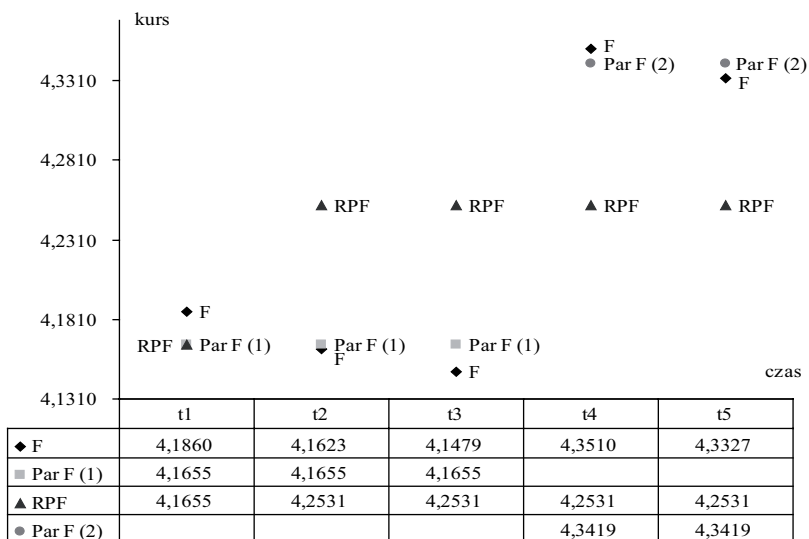 kurs
F
Par F (2) Par F (2)
4,3310
F
4,2810
RPF RPF RPF RPF
4,2310
4,1810
F
RPF Par F (1) Par F (1) Par F (1)
F
F
czas
4,1310
t1 t2 t3 t4 t5
F 4,1860 4,1623 4,1479 4,3510 4,3327
Par F (1) 4,1655 4,1655 4,1655
RPF 4,1655 4,2531 4,2531 4,2531 4,2531
Par F (2) 4,3419 4,3419